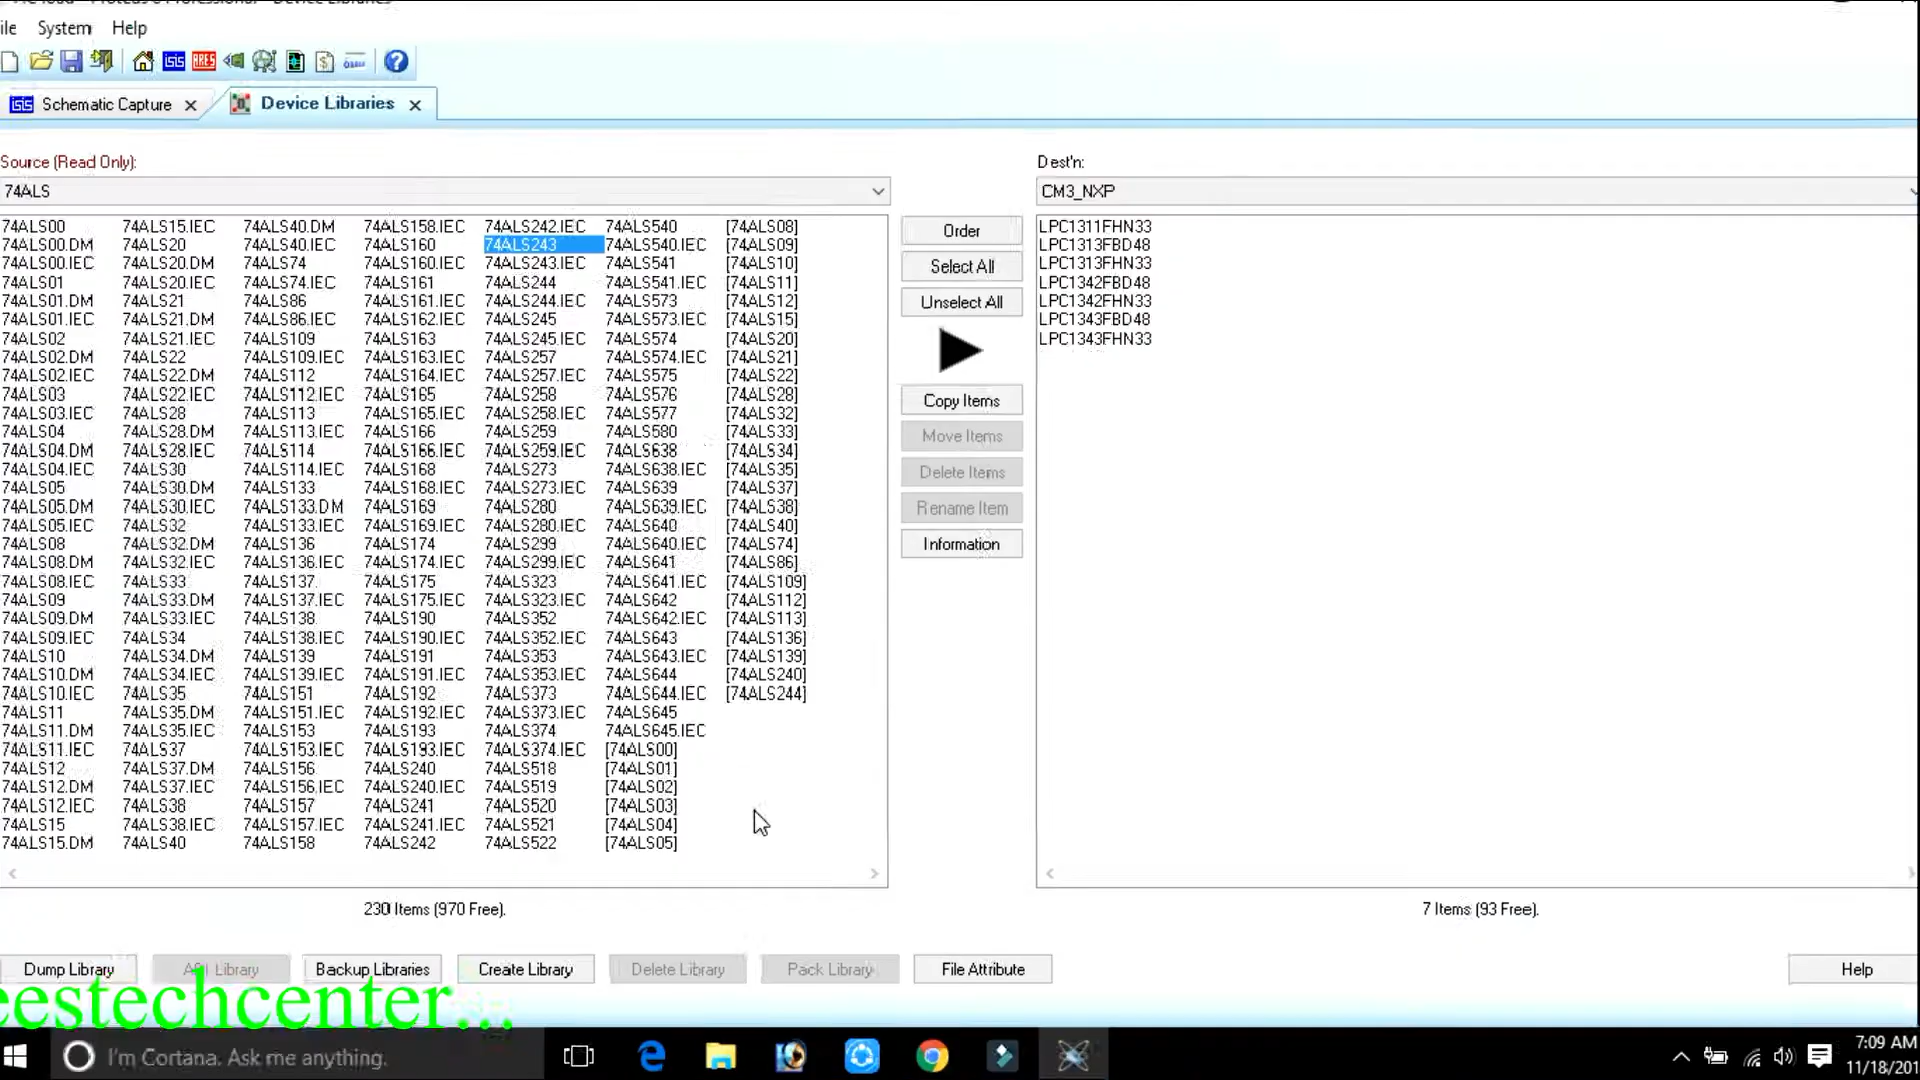 ile System Help
Schematic Capture
Device Libraries
Source (Read Only):
74ALS
74ALS00
74ALS00.DM
74ALS00.IEC
74ALS01
74ALS01.DM
74ALS01.IEC
74ALS02
74ALS02.DM
74ALS02.IEC
74ALS03
74ALS03.IEC
74ALS04
74ALS04.DM
74ALS04.IEC
74ALS05
74ALS05.DM
74ALS05.IEC
74ALS08
74ALS08.DM
74ALS08.IEC
74ALS09
74ALS09.DM
74ALS09.IEC
74ALS10
74ALS10.DM
74ALS10.IEC
74ALS11
74ALS11.DM
74ALS11.IEC
74ALS12
74ALS12.DM
74ALS12.IEC
74ALS15
74ALS15.DM
74ALS15.IEC
74ALS20
74ALS20.DM
74ALS20.IEC
74ALS21
74ALS21.DM
74ALS21.IEC
74ALS22
74ALS22.DM
74ALS22.IEC
74ALS28
74ALS28.DM
74ALS28.IEC
74ALS30
74ALS30.DM
74ALS30.IEC
74ALS32
74ALS32.DM
74ALS32.IEC
74ALS33
74ALS33.DM
74ALS33.IEC
74ALS34
74ALS34.DM
74ALS34.IEC
74ALS35
74ALS35.DM
74ALS35.IEC
74ALS37
74ALS37.DM
74ALS37.IEC
74ALS38
74ALS38.IEC
74ALS40
74ALS40.DM
74ALS40.IEC
74ALS74
74ALS74.IEC
74ALS86
74ALS86.IEC
74ALS109
74ALS109.IEC
74ALS112
74ALS112.IEC
74ALS113
74ALS113.IEC
74ALS114
74ALS114.IEC
74ALS133
74ALS133.DM
74ALS133.IEC
74ALS136
74ALS136.IEC
74ALS137
74ALS137.IEC
74ALS138
74ALS138.IEC
74ALS139
74ALS139.IEC
74ALS151
74ALS151.IEC
74ALS153
74ALS153.IEC
74ALS156
74ALS156.IEC
74ALS157
74ALS157.IEC
74ALS158
74ALS158.IEC
74ALS160
74ALS160.IEC
74ALS161
74ALS161.IEC
74ALS162.IEC
74ALS163
74ALS163.IEC
74ALS164.IEC
74ALS165
74ALS165.IEC
74ALS166
74ALS166.IEC
74ALS168
74ALS168.IEC
74ALS169
74ALS169.IEC
74ALS174
74ALS174.IEC
74ALS175
74ALS175.IEC
74ALS190
74ALS190.IEC
74ALS191
74ALS191.IEC
74ALS192
74ALS192.IEC
74ALS193
74ALS193.IEC
74ALS240
74ALS240.IEC
74ALS241
74ALS241.IEC
74ALS242
74ALS242.IEC
74ALS243
74ALS243.IEC
74ALS244
74ALS244.IEC
74ALS245
74ALS245.IEC
74ALS257
74ALS257.IEC
74ALS258
74ALS258.IEC
74ALS259
74ALS259.IEC
74ALS273
74ALS273.IEC
74ALS280
74ALS280.IEC
74ALS299
74ALS299.IEC
74ALS323
74ALS323.IEC
74ALS352
74ALS352.IEC
74ALS353
74ALS353.IEC
74ALS373
74ALS373.IEC
74ALS374
74ALS374.IEC
74ALS518
74ALS519
74ALS520
74ALS521
74ALS522
74ALS540
74ALS540.IEC
74ALS541
74ALS541.IEC
74ALS573
74ALS573.IEC
74ALS574
74ALS574.IEC
74ALS575
74ALS576
74ALS577
74ALS580
74ALS638
74ALS638.IEC
74ALS639
74ALS639.IEC
74ALS640
74ALS640.IEC
74ALS641
74ALS641.IEC
74ALS642
74ALS642.IEC
74ALS643
74ALS643.IEC
74ALS644
74ALS644.IEC
74ALS645
74ALS645.IEC
[74ALS00]
[74ALS01]
[74ALS02]
[74ALS03]
[74ALS04]
[74ALS05]
[74ALS08]
[74ALS09]
[74ALS10]
[74ALS11]
[74ALS12]
[74ALS15]
[74ALS20]
[74ALS21]
[74ALS22]
[74ALS28]
[74ALS32]
[74ALS33]
[74ALS34]
[74ALS35]
[74ALS37]
[74ALS38]
[74ALS40]
[74ALS74]
[74ALS86]
[74ALS109]
[74ALS112]
[74ALS113]
[74ALS136]
[74ALS139]
[74ALS240]
[74ALS244]
230 Items (970 Free).
Order
Select All
Unselect All
Copy Items
Move Items
Delete Items
Rename Item
Information
Dest'n:
CM3_NXP
LPC1311FHN33
LPC1313FBD48
LPC1313FHN33
LPC1342FBD48
LPC1342FHN33
LPC1343FBD48
LPC1343FHN33
7 Items (93 Free).
Dump Library
Library
Backup Libraries
Create Library
Delete Library
Pack Library
File Attribute
Help
eestechcenter...
I'm Cortana. Ask me anything.
7:09 AM
11/18/201